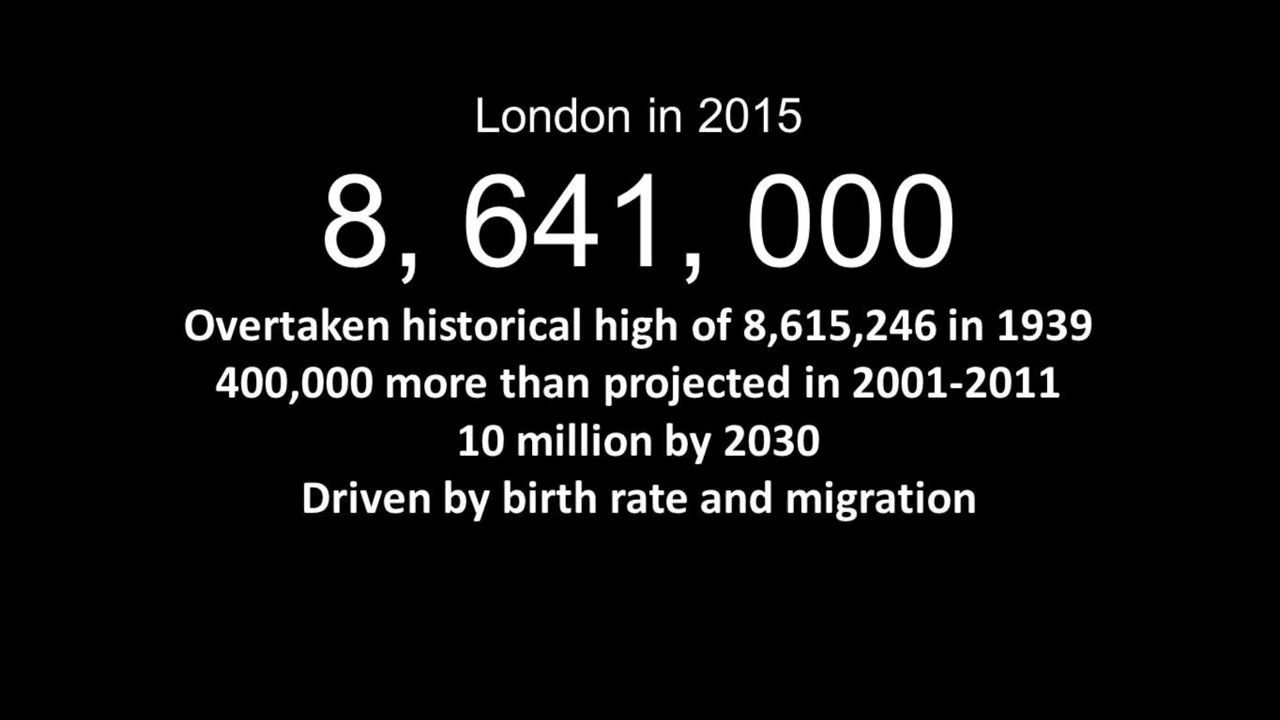 London in 2015
8, 641, 000
Overtaken historical high of 8,615,246 in 1939
400,000 more than projected in 2001-2011
10 million by 2030
Driven by birth rate and migration